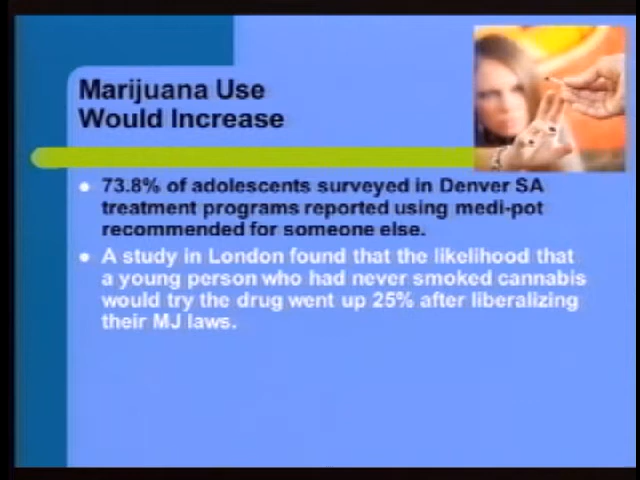 Marijuana Use
Would Increase
73.8% of adolescents surveyed in Denver SA
treatment programs reported using medi-pot
recommended for someone else.
A study in London found that the likelihood that
a young person who had never smoked cannabis
would try the drug went up 25% after liberalizing
their MJ laws.